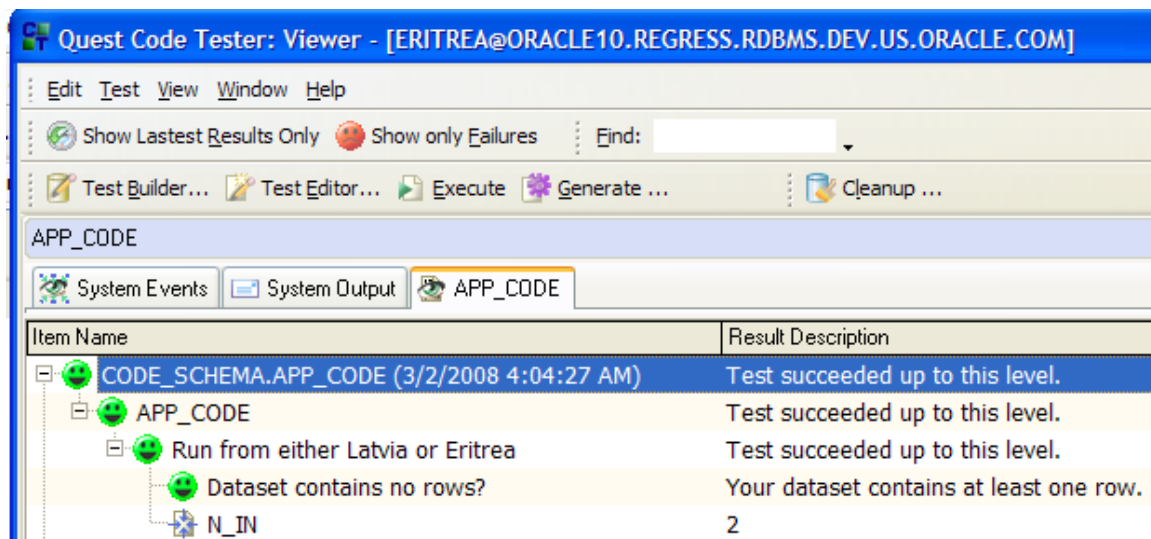 Quest Code Tester: Viewer - [ERITREA@ORACLE10.REGRESS.RDBMS.DEV.US.ORACLE.COM]
Edit Test View Window Help
Show Lastest Results Only Show only Failures Find:
Test Builder... Test Editor... Execute Generate ... Cleanup ...
APP_CODE
System Events System Output APP_CODE
Item Name Result Description
CODE_SCHEMA.APP_CODE (3/2/2008 4:04:27 AM) Test succeeded up to this level.
APP_CODE Test succeeded up to this level.
Run from either Latvia or Eritrea Test succeeded up to this level.
Dataset contains no rows? Your dataset contains at least one row.
N_IN 2